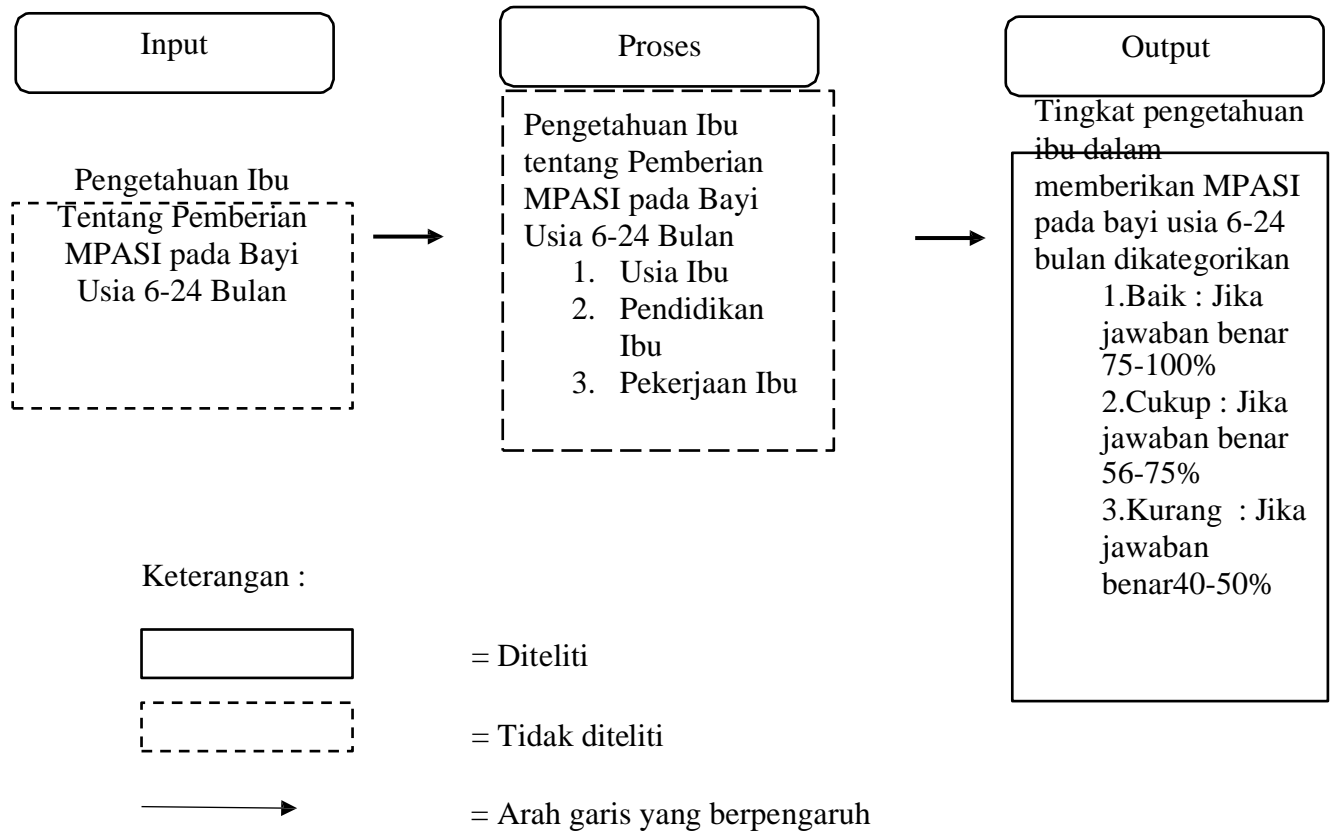 Input
Pengetahuan Ibu
Tentang Pemberian
MPASI pada Bayi
Usia 6-24 Bulan
Proses
Pengetahuan Ibu
tentang Pemberian
MPASI pada Bayi
Usia 6-24 Bulan
1. Usia Ibu
2. Pendidikan
Ibu
3. Pekerjaan Ibu
Output
Tingkat pengetahuan
ibu dalam
memberikan MPASI
pada bayi usia 6-24
bulan dikategorikan
1.Baik : Jika
jawaban benar
75-100%
2.Cukup : Jika
jawaban benar
56-75%
3.Kurang : Jika
jawaban
benar40-50%
Keterangan :
= Diteliti
= Tidak diteliti
= Arah garis yang berpengaruh